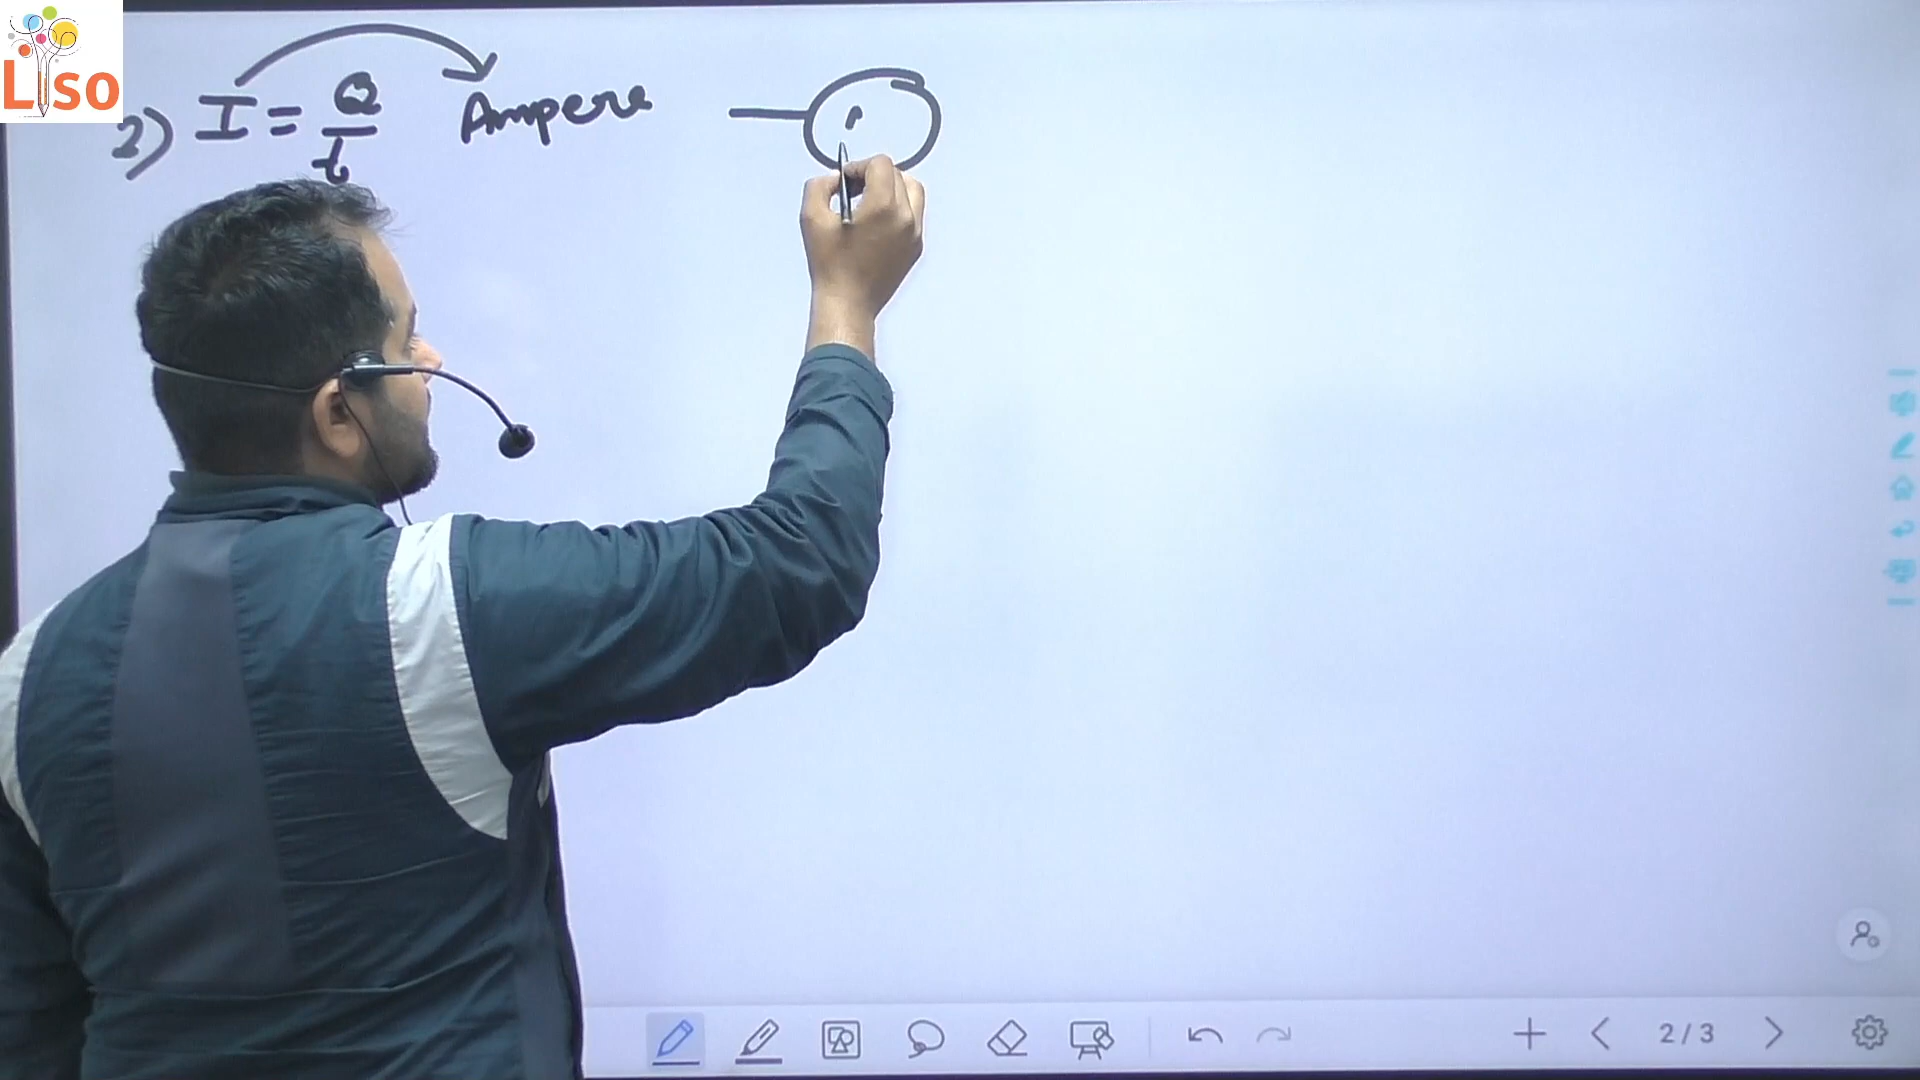 Liso
2) I = Q/t Ampere
2/3